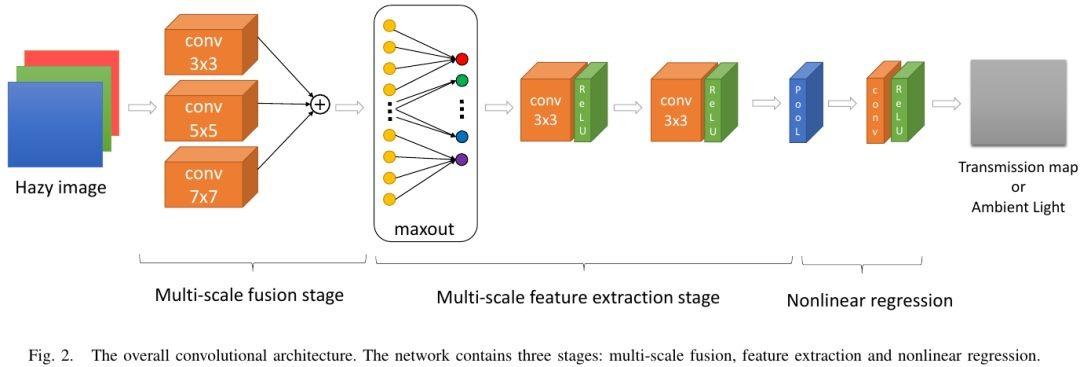 conv
3x3
conv
5x5
conv
7x7
+
Hazy image
maxout
conv
3x3
ReLU
conv
3x3
ReLU
PooL
conv
ReLU
Transmission map
or
Ambient Light
Multi-scale fusion stage
Multi-scale feature extraction stage
Nonlinear regression
Fig. 2. The overall convolutional architecture. The network contains three stages: multi-scale fusion, feature extraction and nonlinear regression.